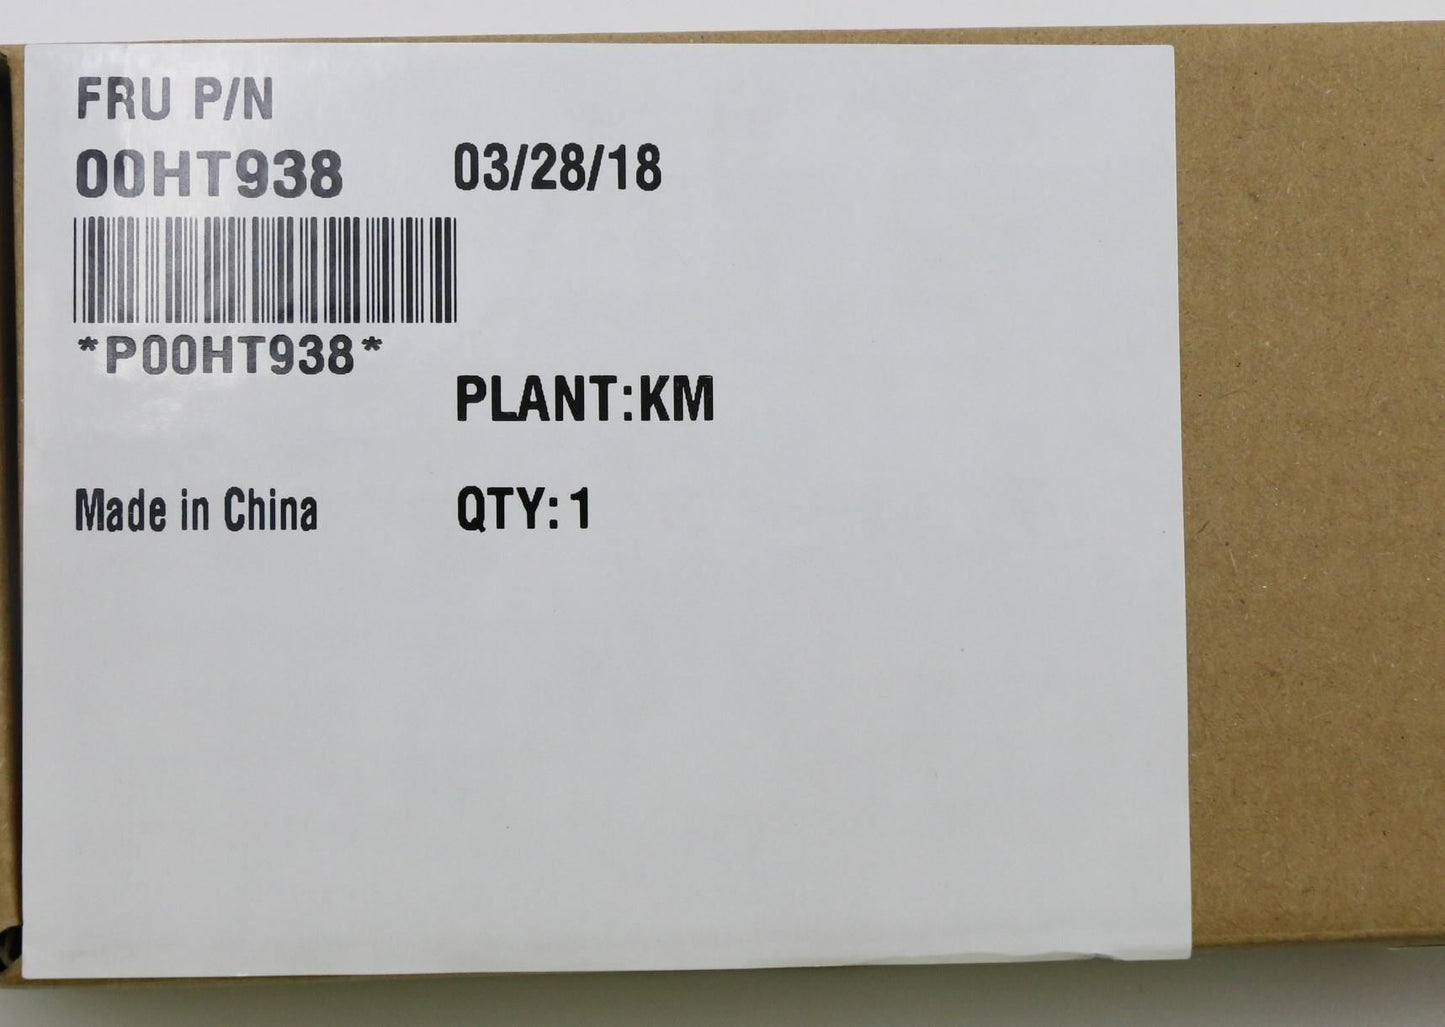 FRU P/N
00HT938 03/28/18
*P00HT938*
PLANT:KM
Made in China QTY: 1